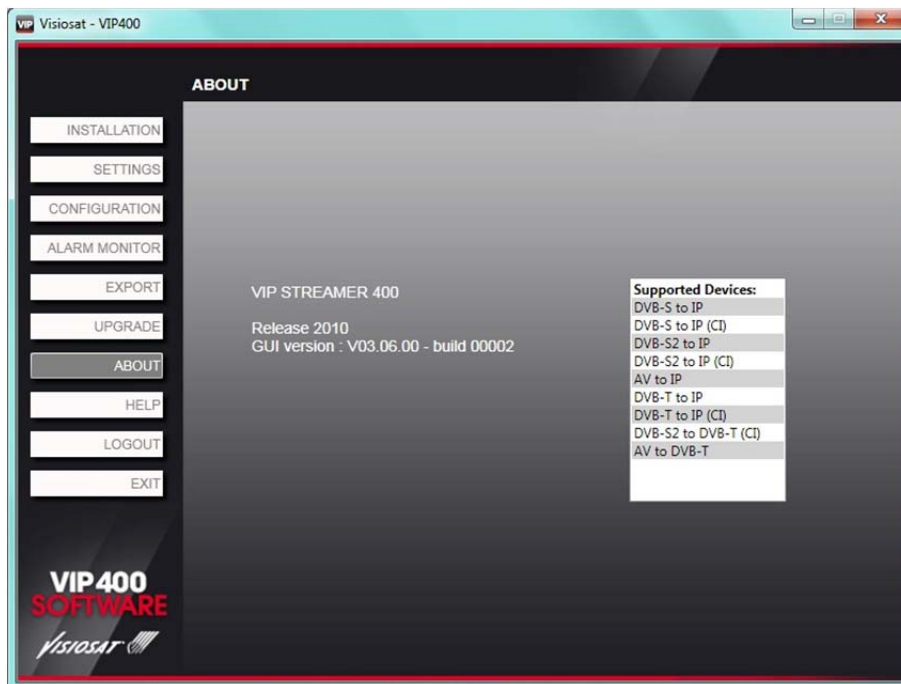 VIP Visiosat - VIP400
ABOUT
INSTALLATION
SETTINGS
CONFIGURATION
ALARM MONITOR
EXPORT
UPGRADE
ABOUT
HELP
LOGOUT
EXIT
VIP STREAMER 400
Release 2010
GUI version : V03.06.00 - build 00002
Supported Devices:
DVB-S to IP
DVB-S to IP (CI)
DVB-S2 to IP
DVB-S2 to IP (CI)
AV to IP
DVB-T to IP
DVB-T to IP (CI)
DVB-S2 to DVB-T (CI)
AV to DVB-T
VIP400
SOFTWARE
VISIOSAT